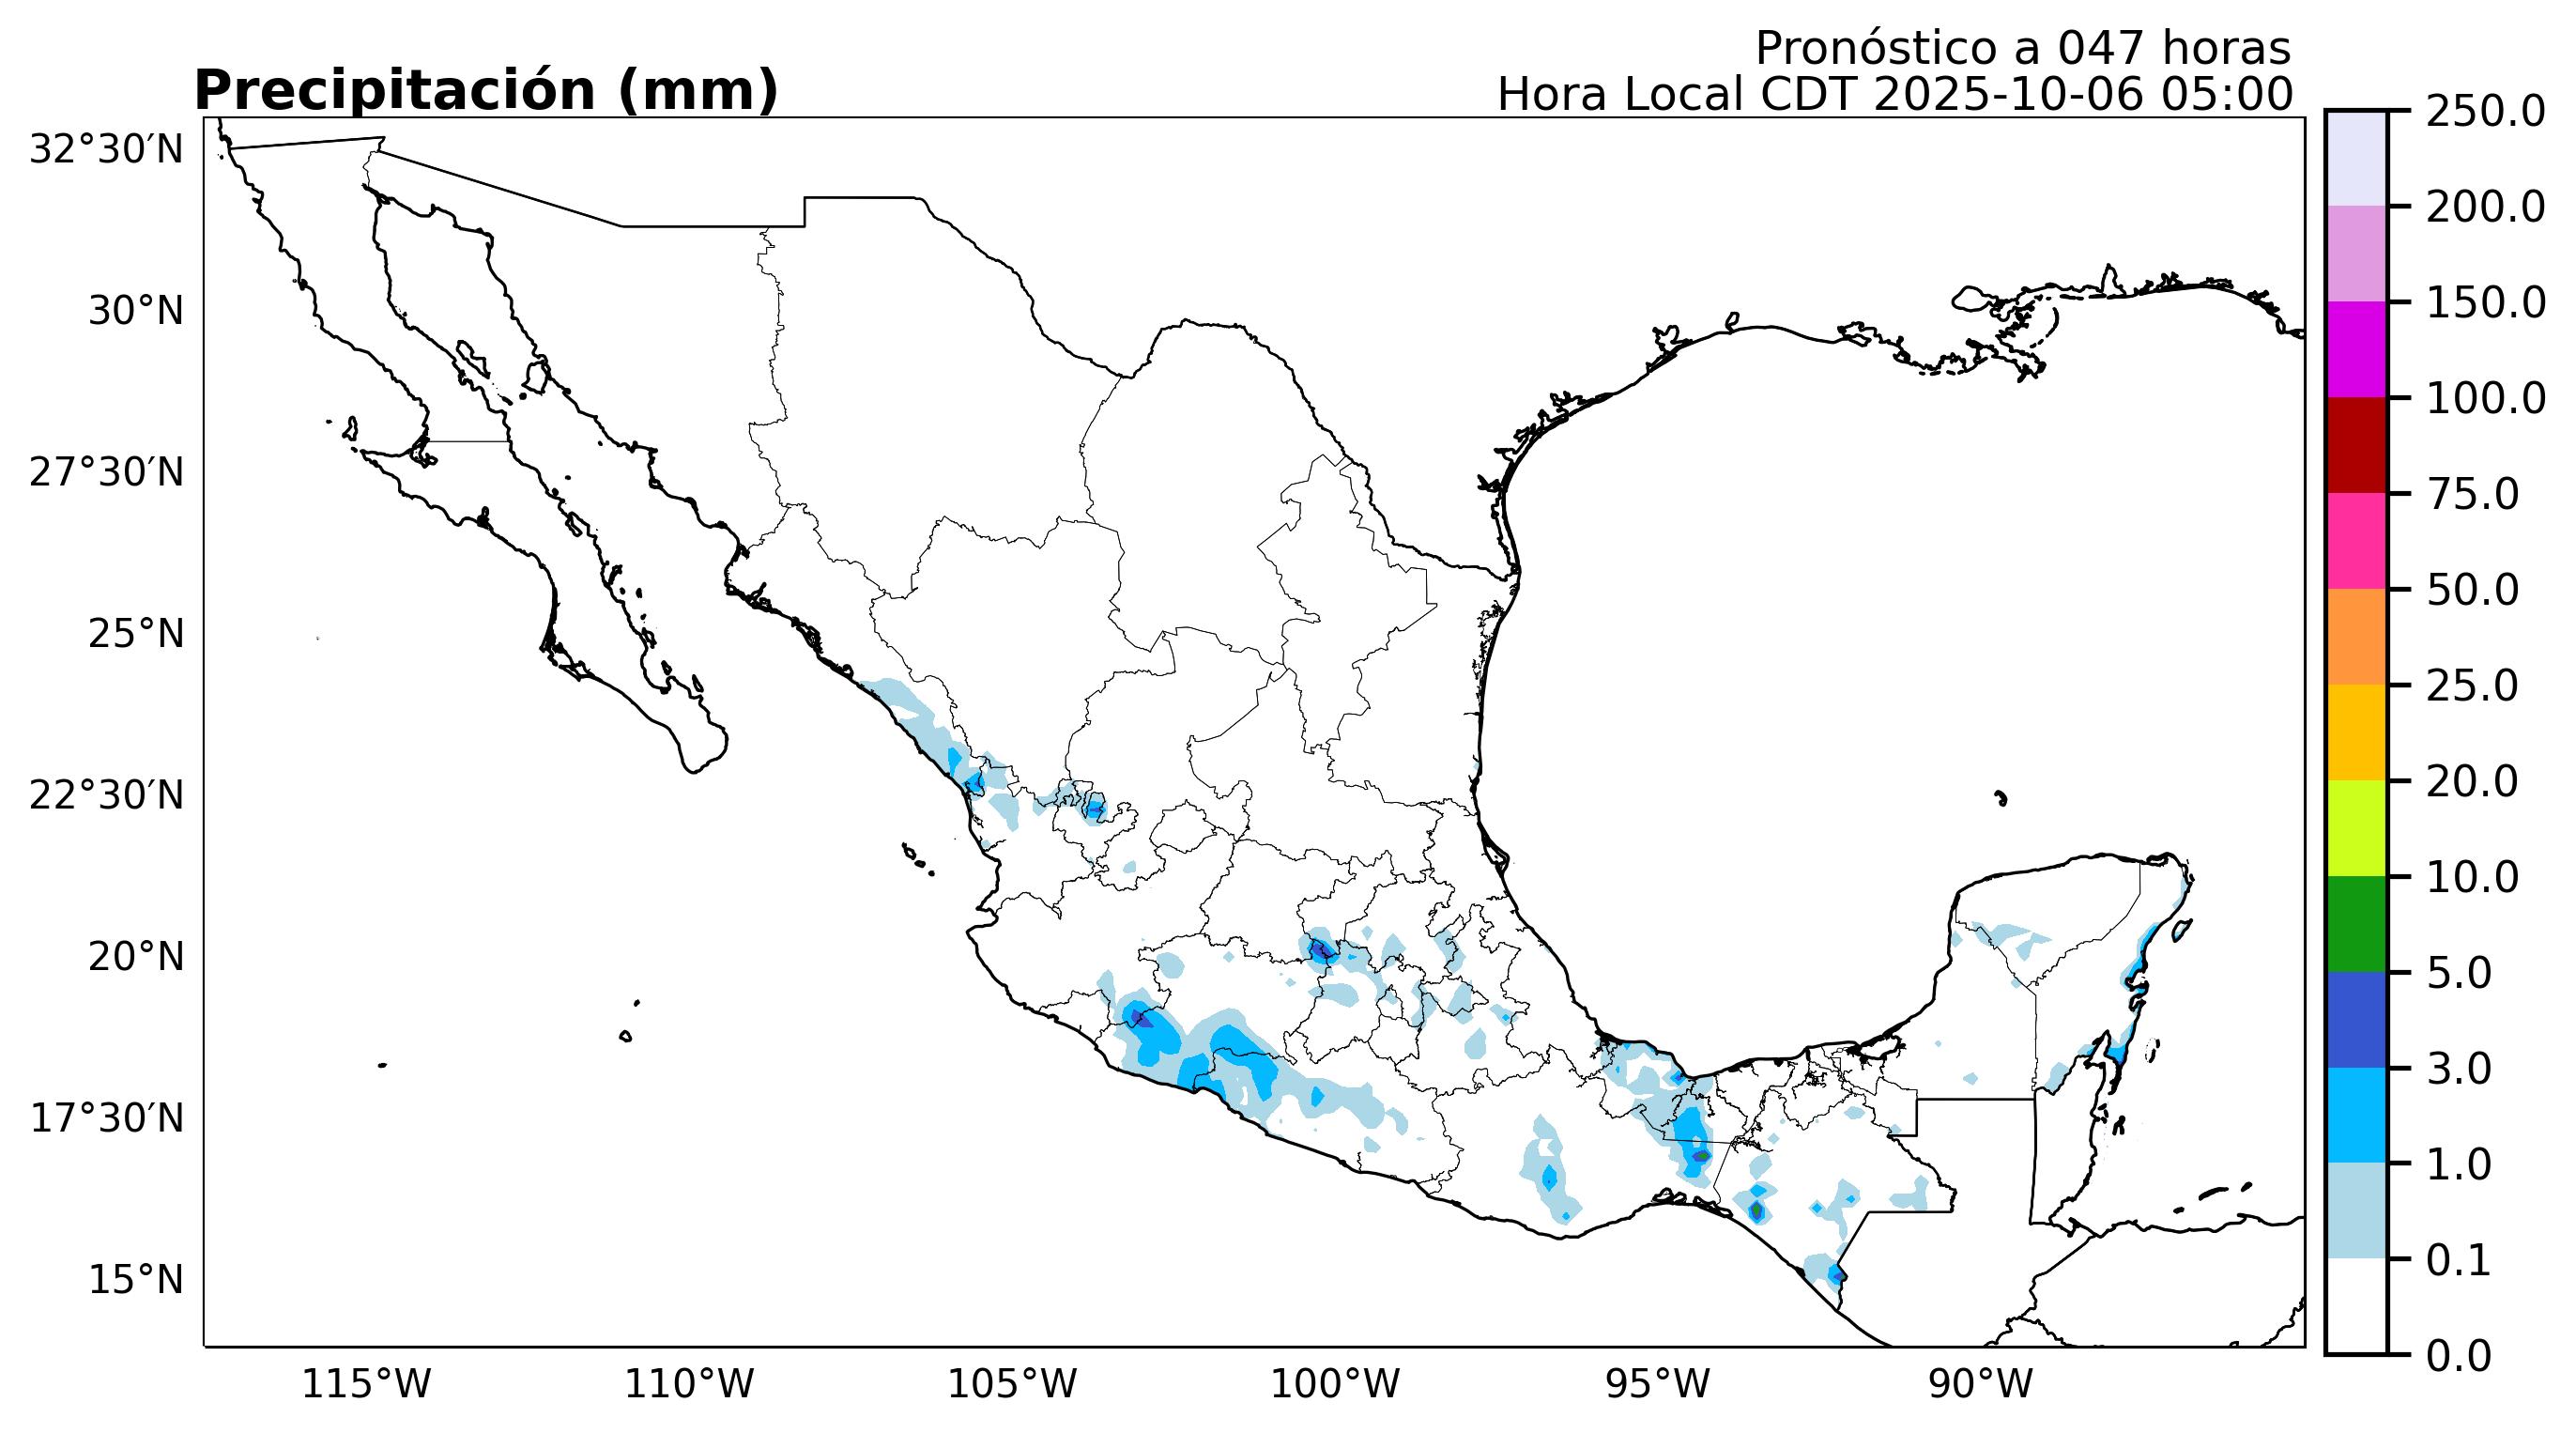 Pronóstico a 047 horas
Precipitación (mm)
Hora Local CDT 2025-10-06 05:00
32°30′N
30°N
27°30′N
25°N
22°30′N
20°N
17°30′N
15°N
115°W
110°W
105°W
100°W
95°W
90°W
250.0
200.0
150.0
100.0
75.0
50.0
25.0
20.0
10.0
5.0
3.0
1.0
0.1
0.0